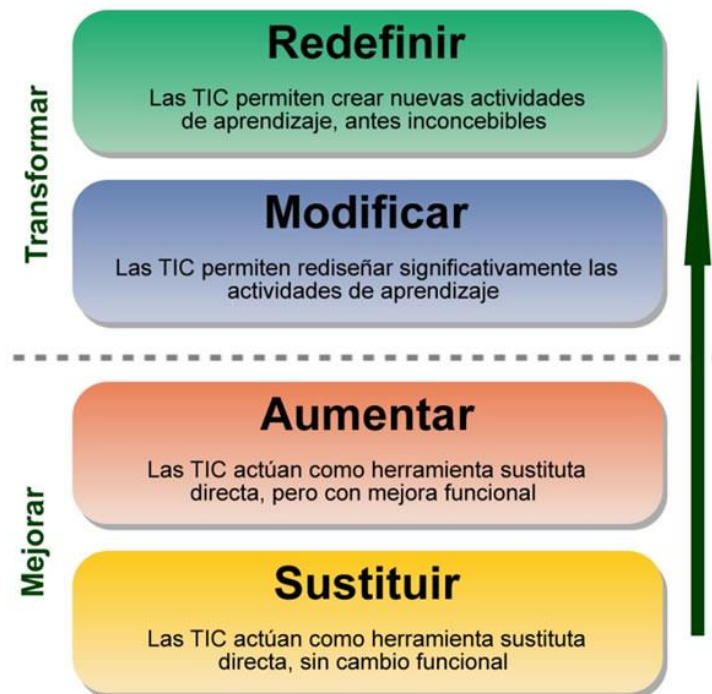 Transformar
Redefinir
Las TIC permiten crear nuevas actividades
de aprendizaje, antes inconcebibles
Modificar
Las TIC permiten rediseñar significativamente las
actividades de aprendizaje
Mejorar
Aumentar
Las TIC actúan como herramienta sustituta
directa, pero con mejora funcional
Sustituir
Las TIC actúan como herramienta sustituta
directa, sin cambio funcional